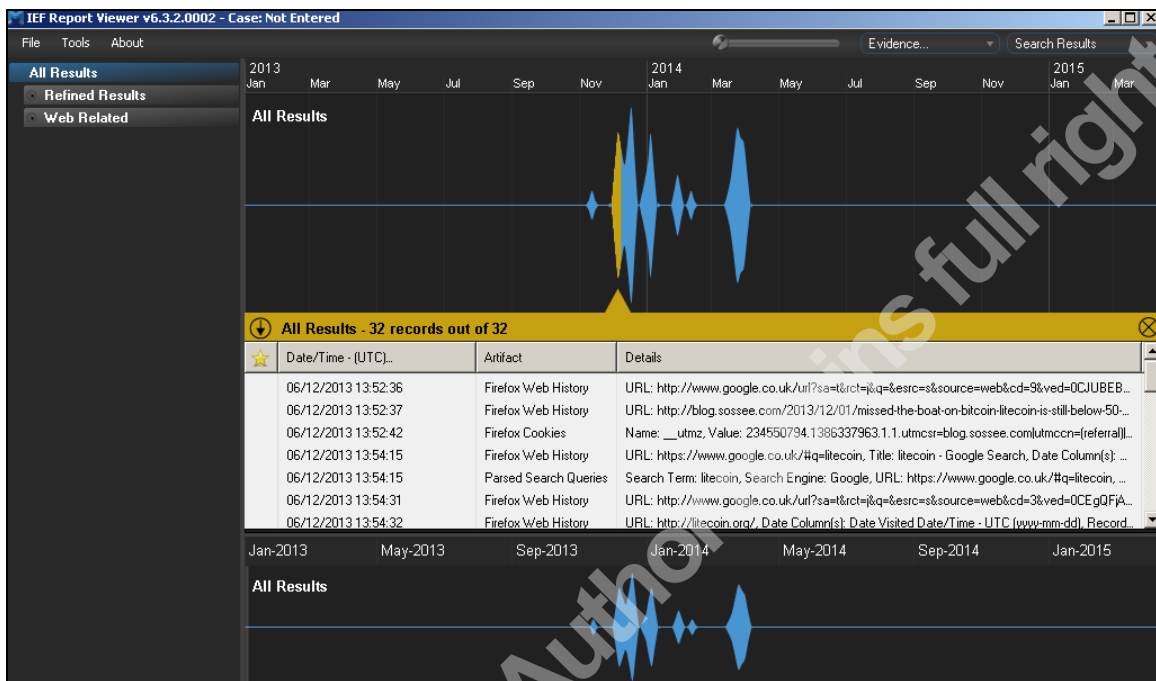 IEF Report Viewer v6.3.2.0002 - Case: Not Entered
File Tools About Evidence... Search Results
All Results
Refined Results
Web Related
2013 2014 2015
Jan Mar May Jul Sep Nov Jan Mar May Jul Sep Nov Jan Mar
All Results
All Results - 32 records out of 32
Date/Time - (UTC)... Artifact Details
06/12/2013 13:52:36 Firefox Web History URL: http://www.google.co.uk/url?sa=t&rct=j&q=&esrc=s&source=web&cd=9&ved=0CJUBEB...
06/12/2013 13:52:37 Firefox Web History URL: http://blog.sossee.com/2013/12/01/missed-the-boat-on-bitcoin-litecoin-is-still-below-50-...
06/12/2013 13:52:42 Firefox Cookies Name: __utmz, Value: 234550794.1386337963.1.1.utmcsr=blog.sossee.com|utmccn=(referral)|...
06/12/2013 13:54:15 Firefox Web History URL: https://www.google.co.uk/#q=litecoin, Title: litecoin - Google Search, Date Column(s): ...
06/12/2013 13:54:15 Parsed Search Queries Search Term: litecoin, Search Engine: Google, URL: https://www.google.co.uk/#q=litecoin, ...
06/12/2013 13:54:31 Firefox Web History URL: http://www.google.co.uk/url?sa=t&rct=j&q=&esrc=s&source=web&cd=3&ved=0CEgQFjA...
06/12/2013 13:54:32 Firefox Web History URL: http://litecoin.org/, Date Column(s): Date Visited Date/Time - UTC (yyyy-mm-dd), Record...
Jan-2013 May-2013 Sep-2013 Jan-2014 May-2014 Sep-2014 Jan-2015
All Results
Author ins full right